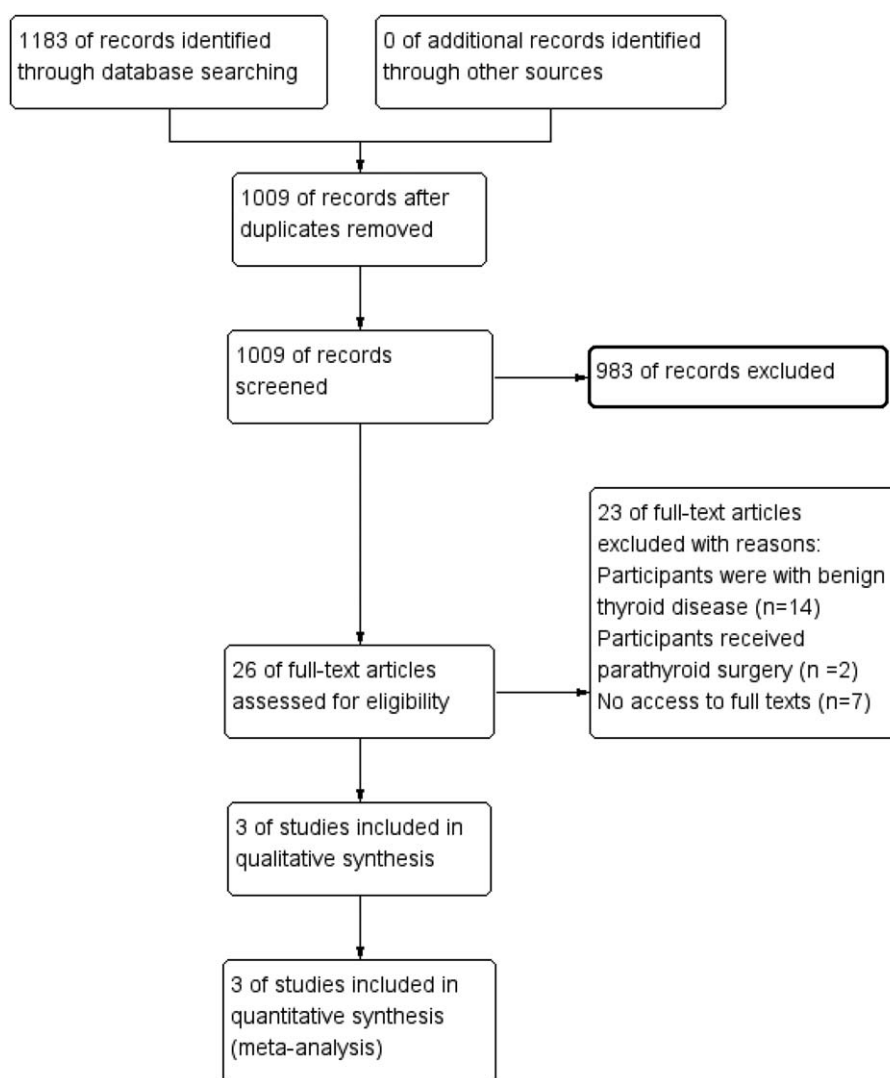 1183 of records identified
through database searching
0 of additional records identified
through other sources
1009 of records after
duplicates removed
1009 of records
screened
983 of records excluded
23 of full-text articles
excluded with reasons:
Participants were with benign
thyroid disease (n=14)
Participants received
parathyroid surgery (n =2)
No access to full texts (n=7)
26 of full-text articles
assessed for eligibility
3 of studies included in
qualitative synthesis
3 of studies included in
quantitative synthesis
(meta-analysis)